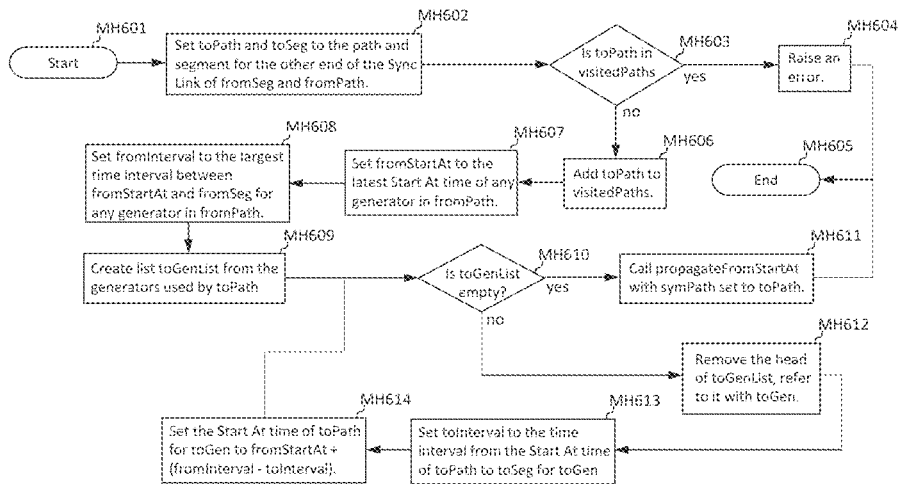 MH601
Start
MH602
Set toPath and toSeg to the path and
segment for the other end of the Sync
Link of fromSeg and fromPath.
MH603
Is toPath in
visitedPaths
yes
no
MH604
Raise an
error.
MH605
End
MH606
Add toPath to
visitedPaths.
MH607
Set fromStartAt to the
latest Start At time of any
generator in fromPath.
MH608
Set fromInterval to the largest
time interval between
fromStartAt and fromSeg for
any generator in fromPath.
MH609
Create list toGenList from the
generators used by toPath
MH610
Is toGenList
empty?
yes
no
MH611
Call propagateFromStartAt
with symPath set to toPath.
MH612
Remove the head
of toGenList, refer
to it with toGen.
MH613
Set toInterval to the time
interval from the Start At time
of toPath to toSeg for toGen
MH614
Set the Start At time of toPath
for toGen to fromStartAt +
(fromInterval - toInterval).